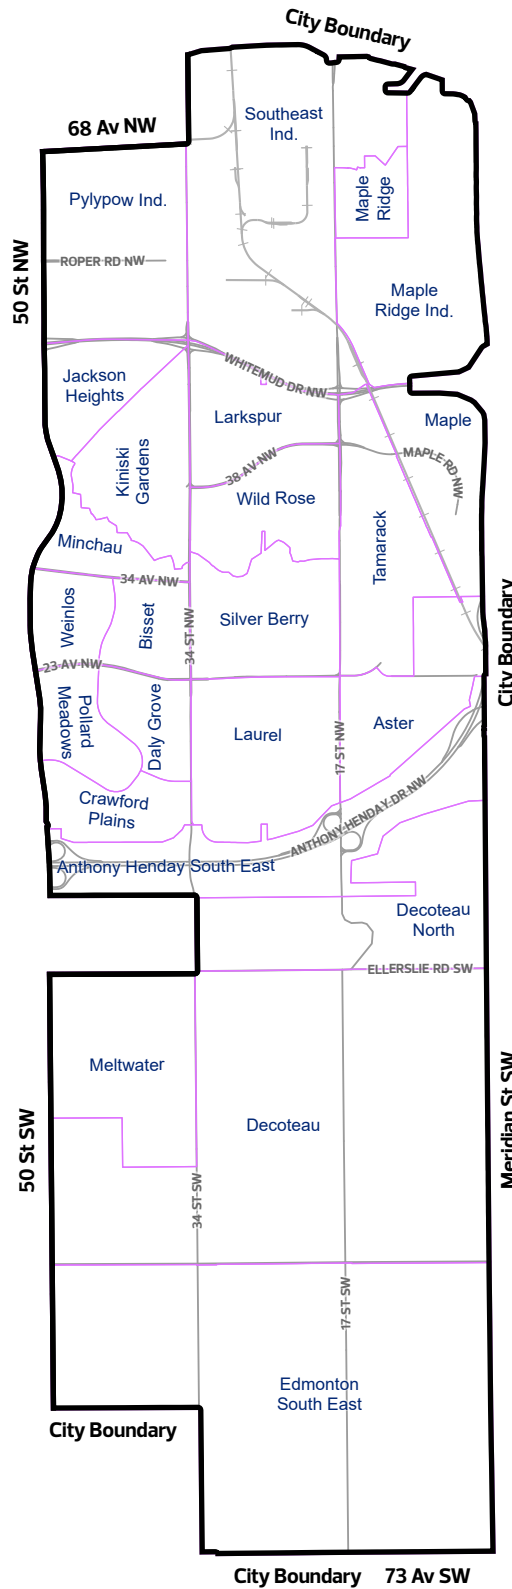 City Boundary
68 Av NW
Southeast
Ind.
Pylypow Ind.
Maple
Ridge
50 St NW
ROPER RD NW
Maple
Ridge Ind.
WHITEMUD DR NW
Jackson
Heights
Larkspur
Maple
Kiniski
Gardens
38 AV NW
MAPLE RD NW
Wild Rose
Minchau
Tamarack
34 AV NW
Weinlos
Bisset
34 ST NW
Silver Berry
City Boundary
23 AV NW
Pollard
Meadows
Daly Grove
Laurel
17 ST NW
Aster
Crawford
Plains
ANTHONY HENDAY DR NW
Anthony Henday South East
Decoteau
North
ELLERSLIE RD SW
Meltwater
50 St SW
Decoteau
Meridian St SW
34 ST SW
17 ST SW
Edmonton
South East
City Boundary
City Boundary
73 Av SW